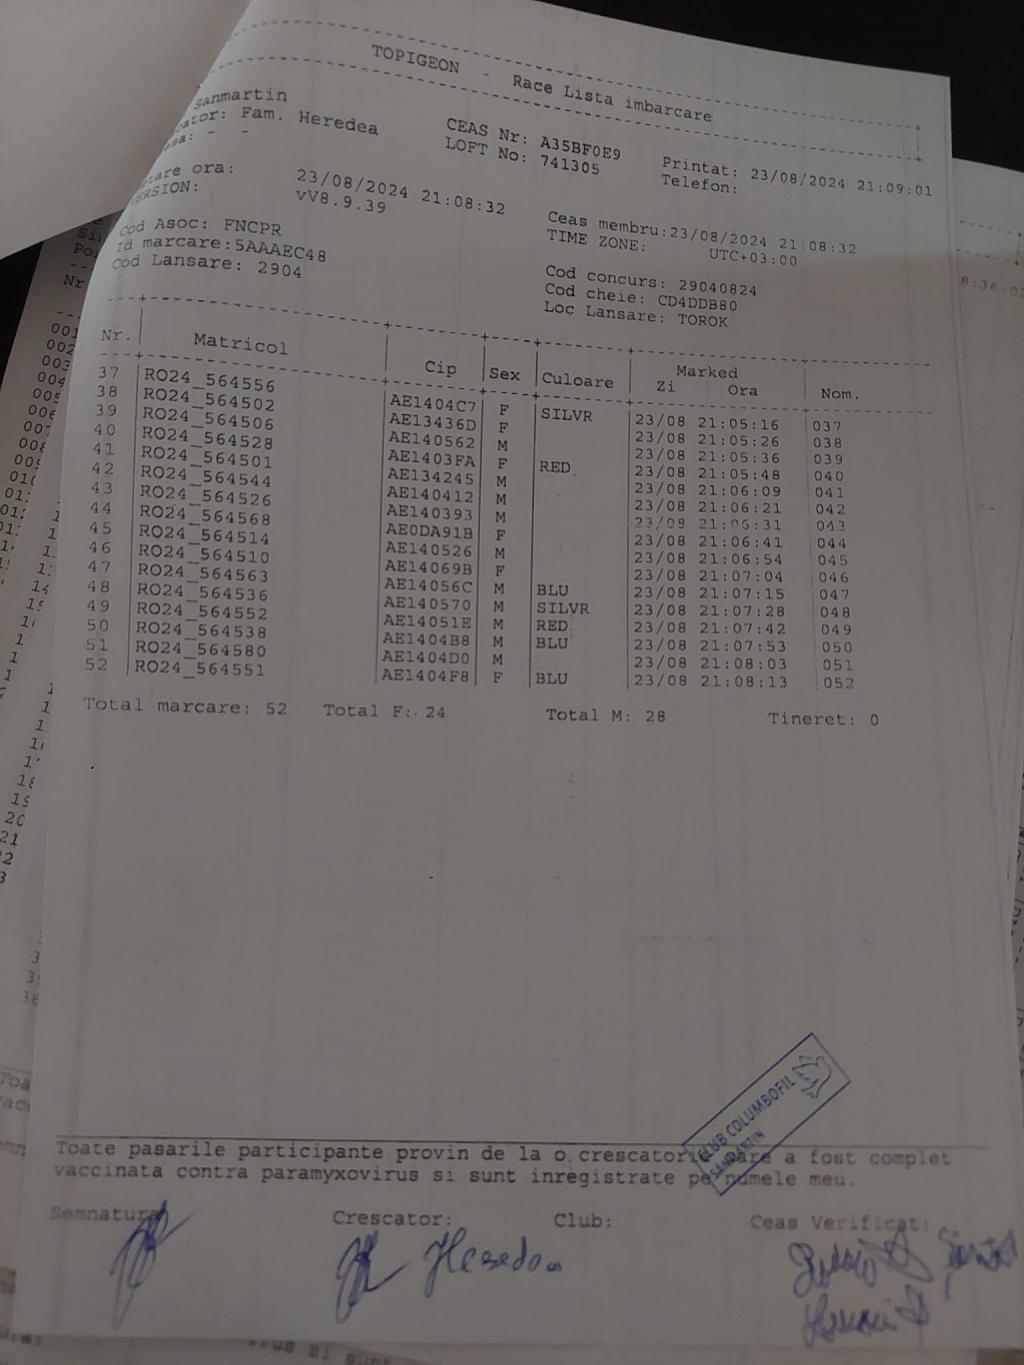 TOPIGEON - Race Lista imbarcare
sanmartin
Fam. Heredea
CEAS Nr: A35BF0E9
LOFT No: 741305
Printat: 23/08/2024 21:09:01
Telefon:
ora: 23/08/2024 21:08:32
VERSION: vV8.9.39
Ceas membru:23/08/2024 21:08:32
TIME ZONE: UTC+03:00
Cod Asoc: FNCPR
Id marcare:5AAAEC48
Cod Lansare: 2904
Cod concurs: 29040824
Cod cheie: CD4DDB80
Loc Lansare: TOROK
Nr. Matricol Cip Sex Culoare Marked Zi Ora Nom.
37 RO24_564556 AE1404C7 F SILVR 23/08 21:05:16 037
38 RO24_564502 AE13436D F 23/08 21:05:26 038
39 RO24_564506 AE140562 M 23/08 21:05:36 039
40 RO24_564528 AE1403FA F RED 23/08 21:05:48 040
41 RO24_564501 AE134245 M 23/08 21:06:09 041
42 RO24_564544 AE140412 M 23/08 21:06:21 042
43 RO24_564526 AE140393 M 23/08 21:06:31 043
44 RO24_564568 AE0DA91B F 23/08 21:06:41 044
45 RO24_564514 AE140526 M 23/08 21:06:54 045
46 RO24_564510 AE14069B F 23/08 21:07:04 046
47 RO24_564563 AE14056C M BLU 23/08 21:07:15 047
48 RO24_564536 AE140570 M SILVR 23/08 21:07:28 048
49 RO24_564552 AE14051E M RED 23/08 21:07:42 049
50 RO24_564538 AE1404B8 M BLU 23/08 21:07:53 050
51 RO24_564580 AE1404D0 M 23/08 21:08:03 051
52 RO24_564551 AE1404F8 F BLU 23/08 21:08:13 052
Total marcare: 52 Total F: 24 Total M: 28 Tineret: 0
CLUB COLUMBOFIL
SANMARTIN
Toate pasarile participante provin de la o crescatorie care a fost complet
vaccinata contra paramyxovirus si sunt inregistrate pe numele meu.
Semnatura Crescator: Club: Ceas Verificat:
Heredea